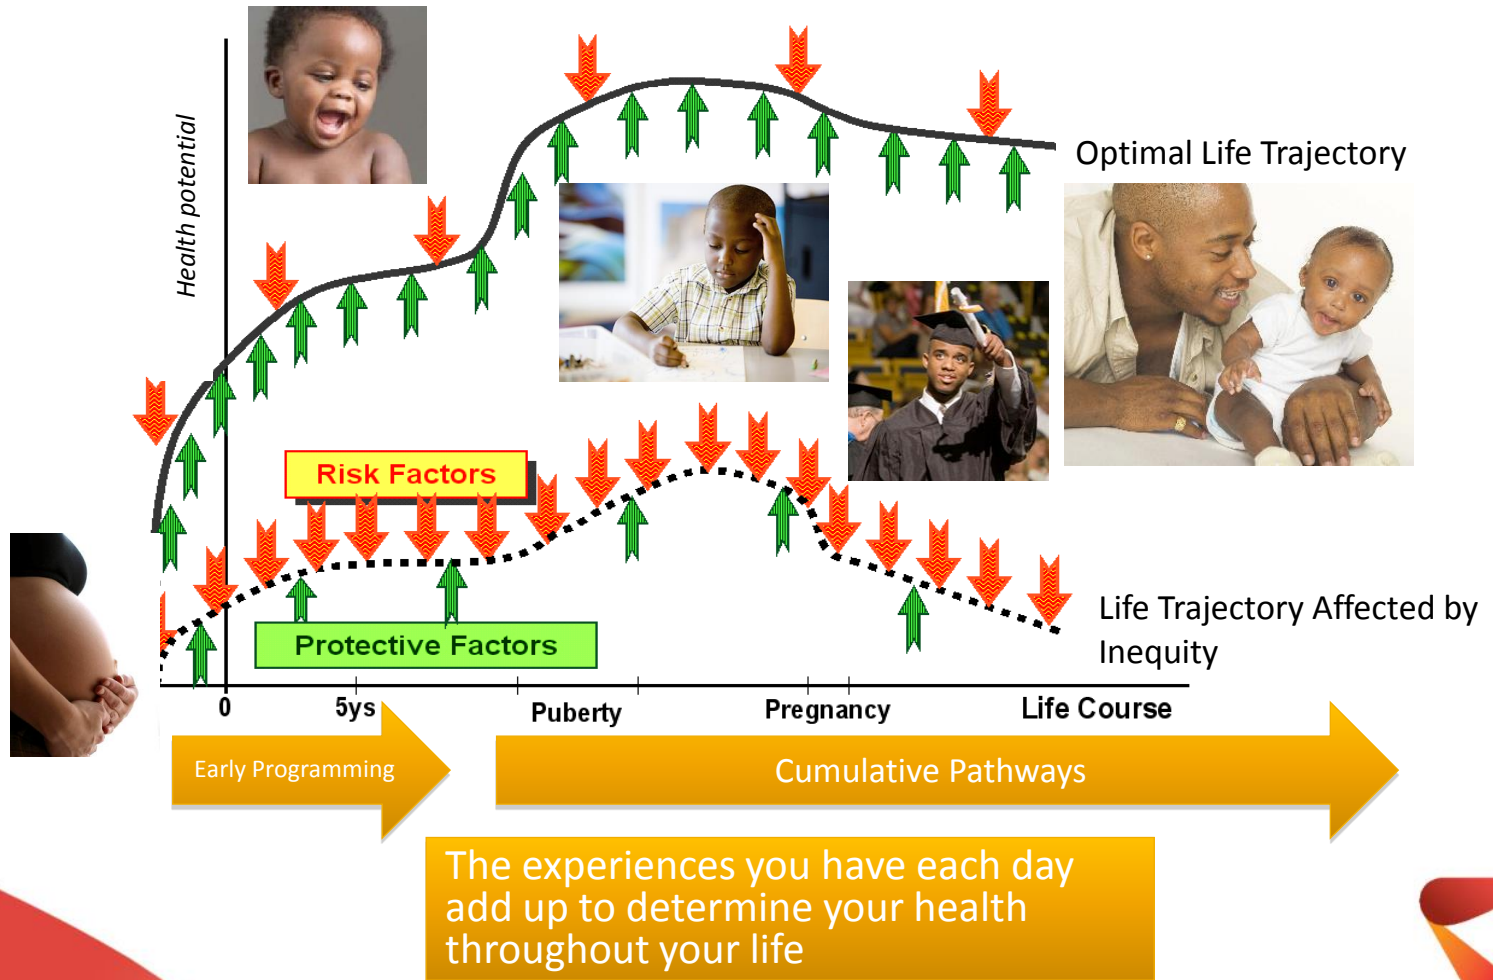 Health potential
Optimal Life Trajectory
Risk Factors
Protective Factors
Life Trajectory Affected by
Inequity
0
5ys
Puberty
Pregnancy
Life Course
Early Programming
Cumulative Pathways
The experiences you have each day
add up to determine your health
throughout your life